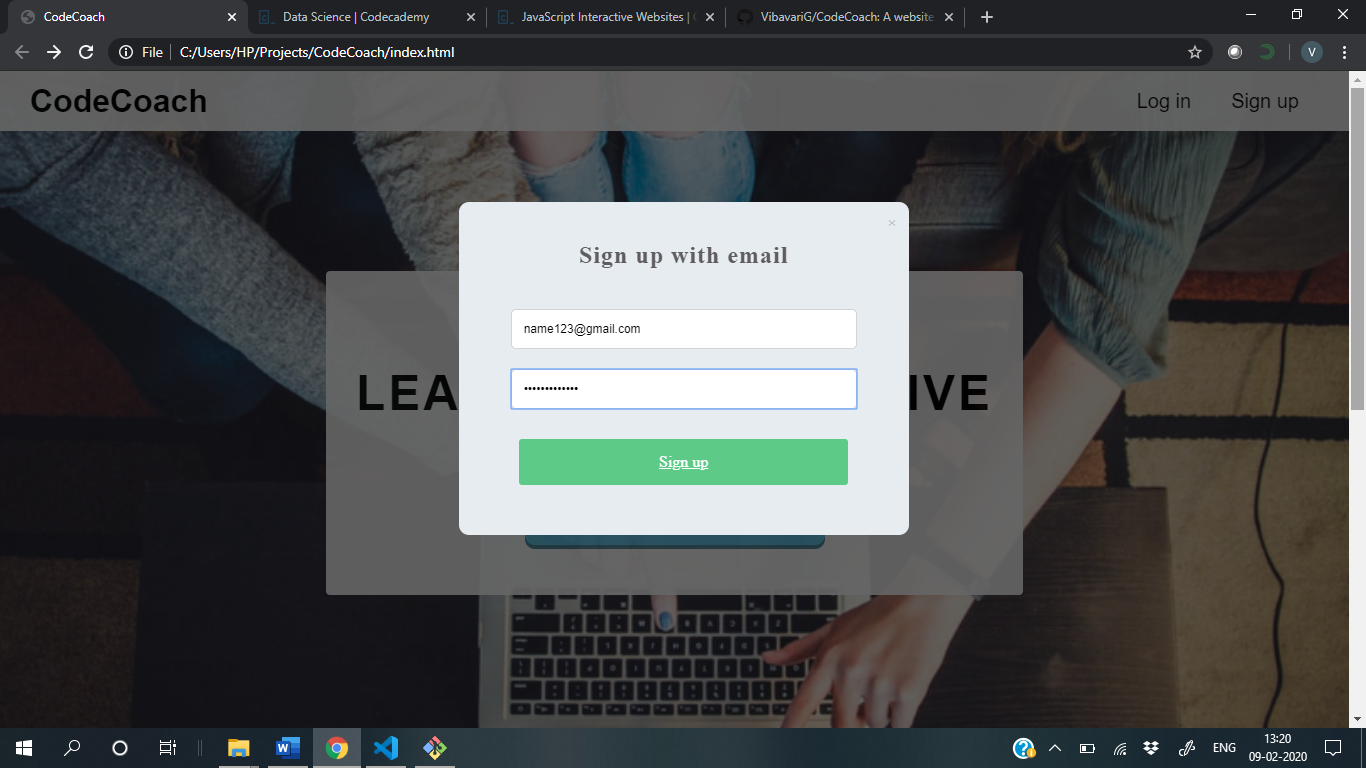 CodeCoach
Data Science | Codecademy
JavaScript Interactive Websites |
VibavariG/CodeCoach: A website
File
C:/Users/HP/Projects/CodeCoach/index.html
V
CodeCoach
Log in
Sign up
×
Sign up with email
name123@gmail.com
•••••••••••••
LEA
IVE
Sign up
ENG
13:20
09-02-2020